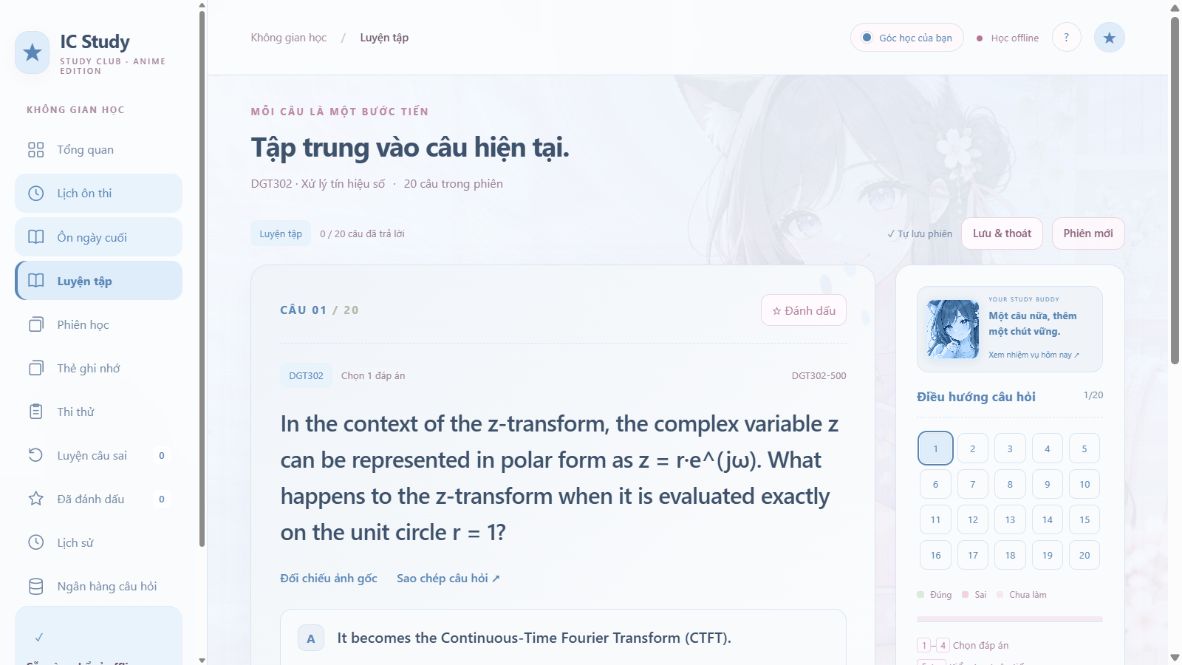 IC Study
STUDY CLUB · ANIME
EDITION
KHÔNG GIAN HỌC
Tổng quan
Lịch ôn thi
Ôn ngày cuối
Luyện tập
Phiên học
Thẻ ghi nhớ
Thi thử
Luyện câu sai 0
Đã đánh dấu 0
Lịch sử
Ngân hàng câu hỏi
✓
Không gian học / Luyện tập
Góc học của bạn
Học offline
?
MỖI CÂU LÀ MỘT BƯỚC TIẾN
Tập trung vào câu hiện tại.
DGT302 · Xử lý tín hiệu số · 20 câu trong phiên
Luyện tập 0 / 20 câu đã trả lời
✓ Tự lưu phiên Lưu & thoát Phiên mới
CÂU 01 / 20
☆ Đánh dấu
DGT302 Chọn 1 đáp án DGT302-500
In the context of the z-transform, the complex variable z
can be represented in polar form as z = r·e^(jω). What
happens to the z-transform when it is evaluated exactly
on the unit circle r = 1?
Đối chiếu ảnh gốc Sao chép câu hỏi ↗
A It becomes the Continuous-Time Fourier Transform (CTFT).
YOUR STUDY BUDDY
Một câu nữa, thêm
một chút vững.
Xem nhiệm vụ hôm nay ↗
Điều hướng câu hỏi 1/20
1 2 3 4 5
6 7 8 9 10
11 12 13 14 15
16 17 18 19 20
Đúng Sai Chưa làm
1 – 4 Chọn đáp án